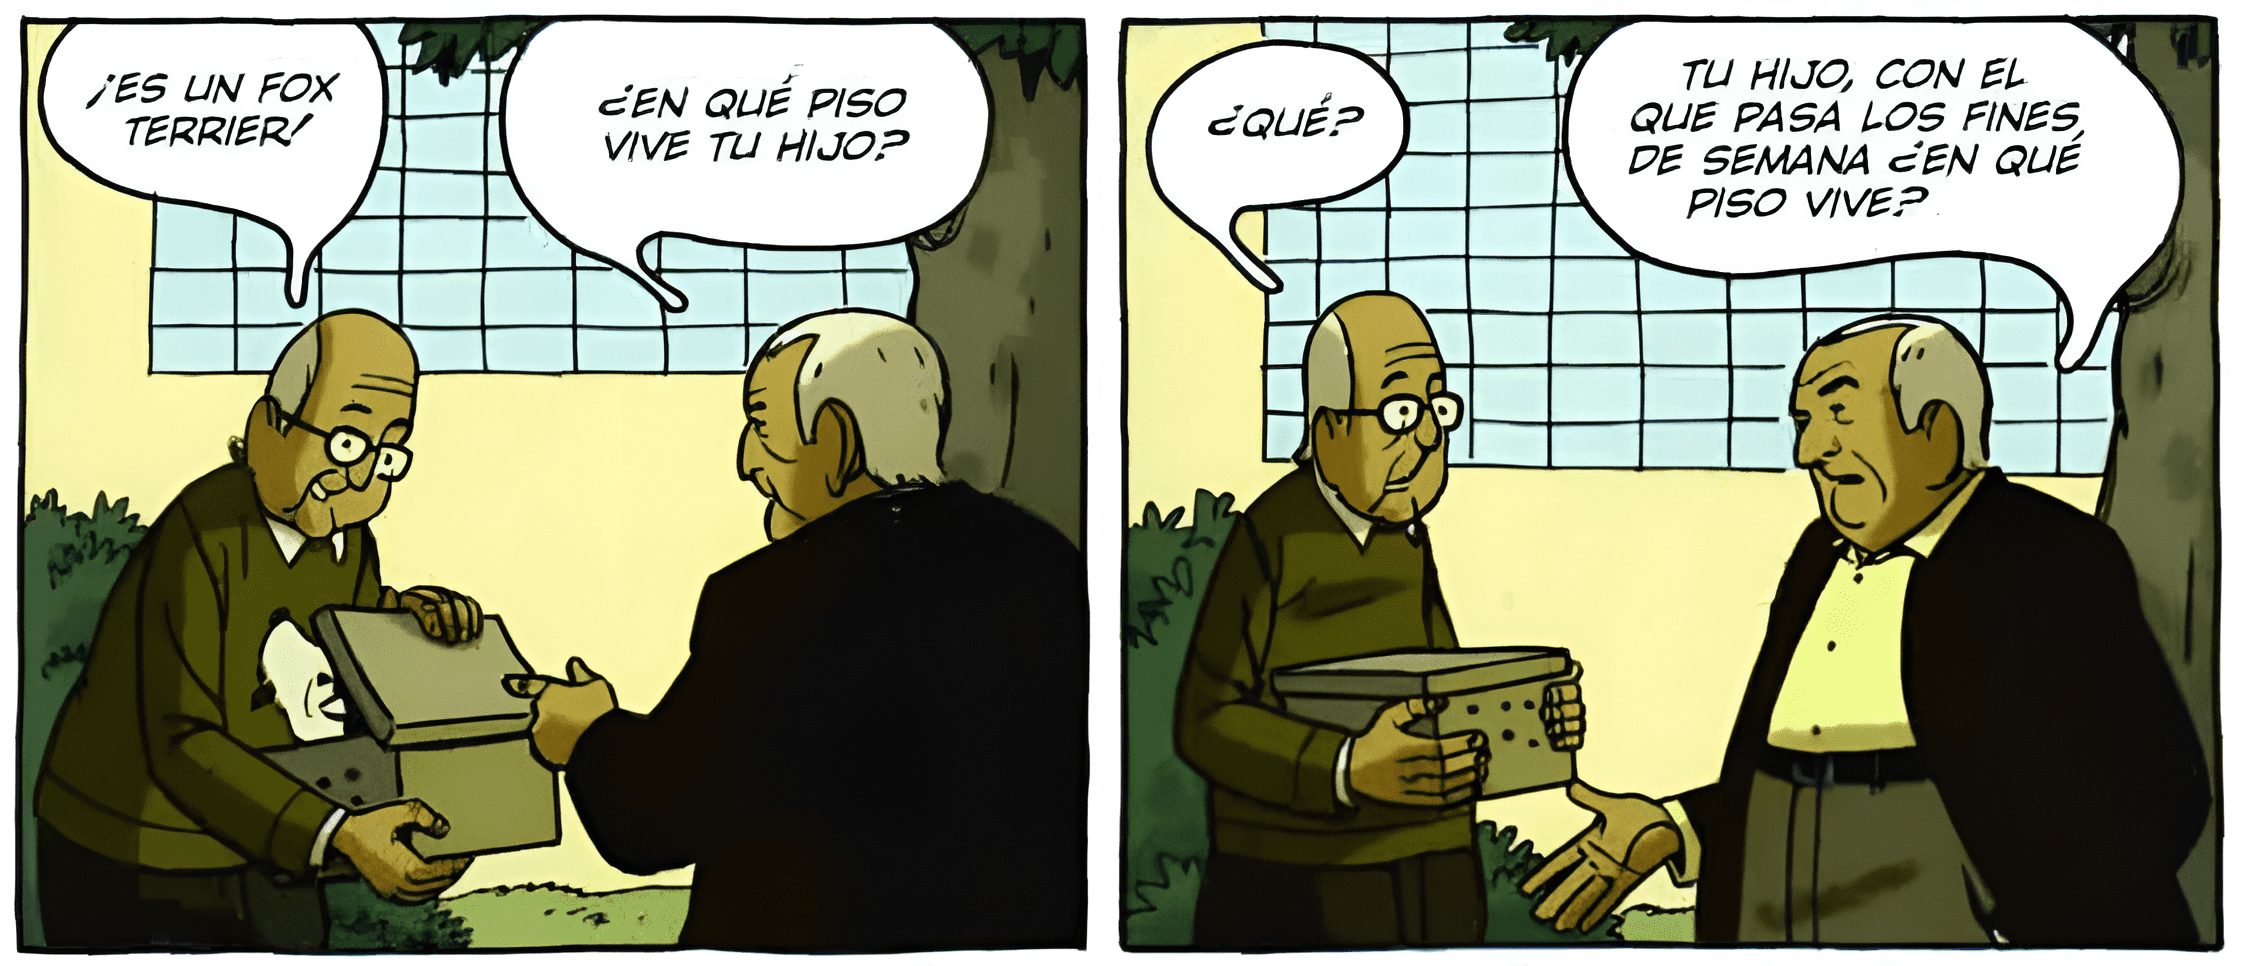 ¡ES UN FOX
TERRIER!
¿EN QUÉ PISO
VIVE TU HIJO?
¿QUÉ?
TU HIJO, CON EL
QUE PASA LOS FINES,
DE SEMANA ¿EN QUÉ
PISO VIVE?